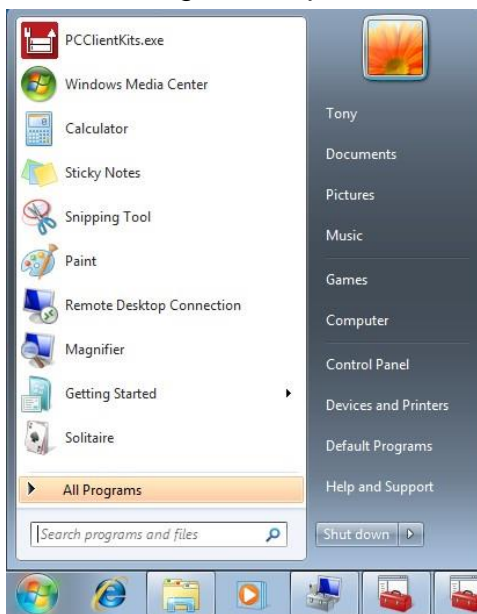 PCClientKits.exe
Windows Media Center
Calculator
Sticky Notes
Snipping Tool
Paint
Remote Desktop Connection
Magnifier
Getting Started
Solitaire
All Programs
Search programs and files
Tony
Documents
Pictures
Music
Games
Computer
Control Panel
Devices and Printers
Default Programs
Help and Support
Shut down